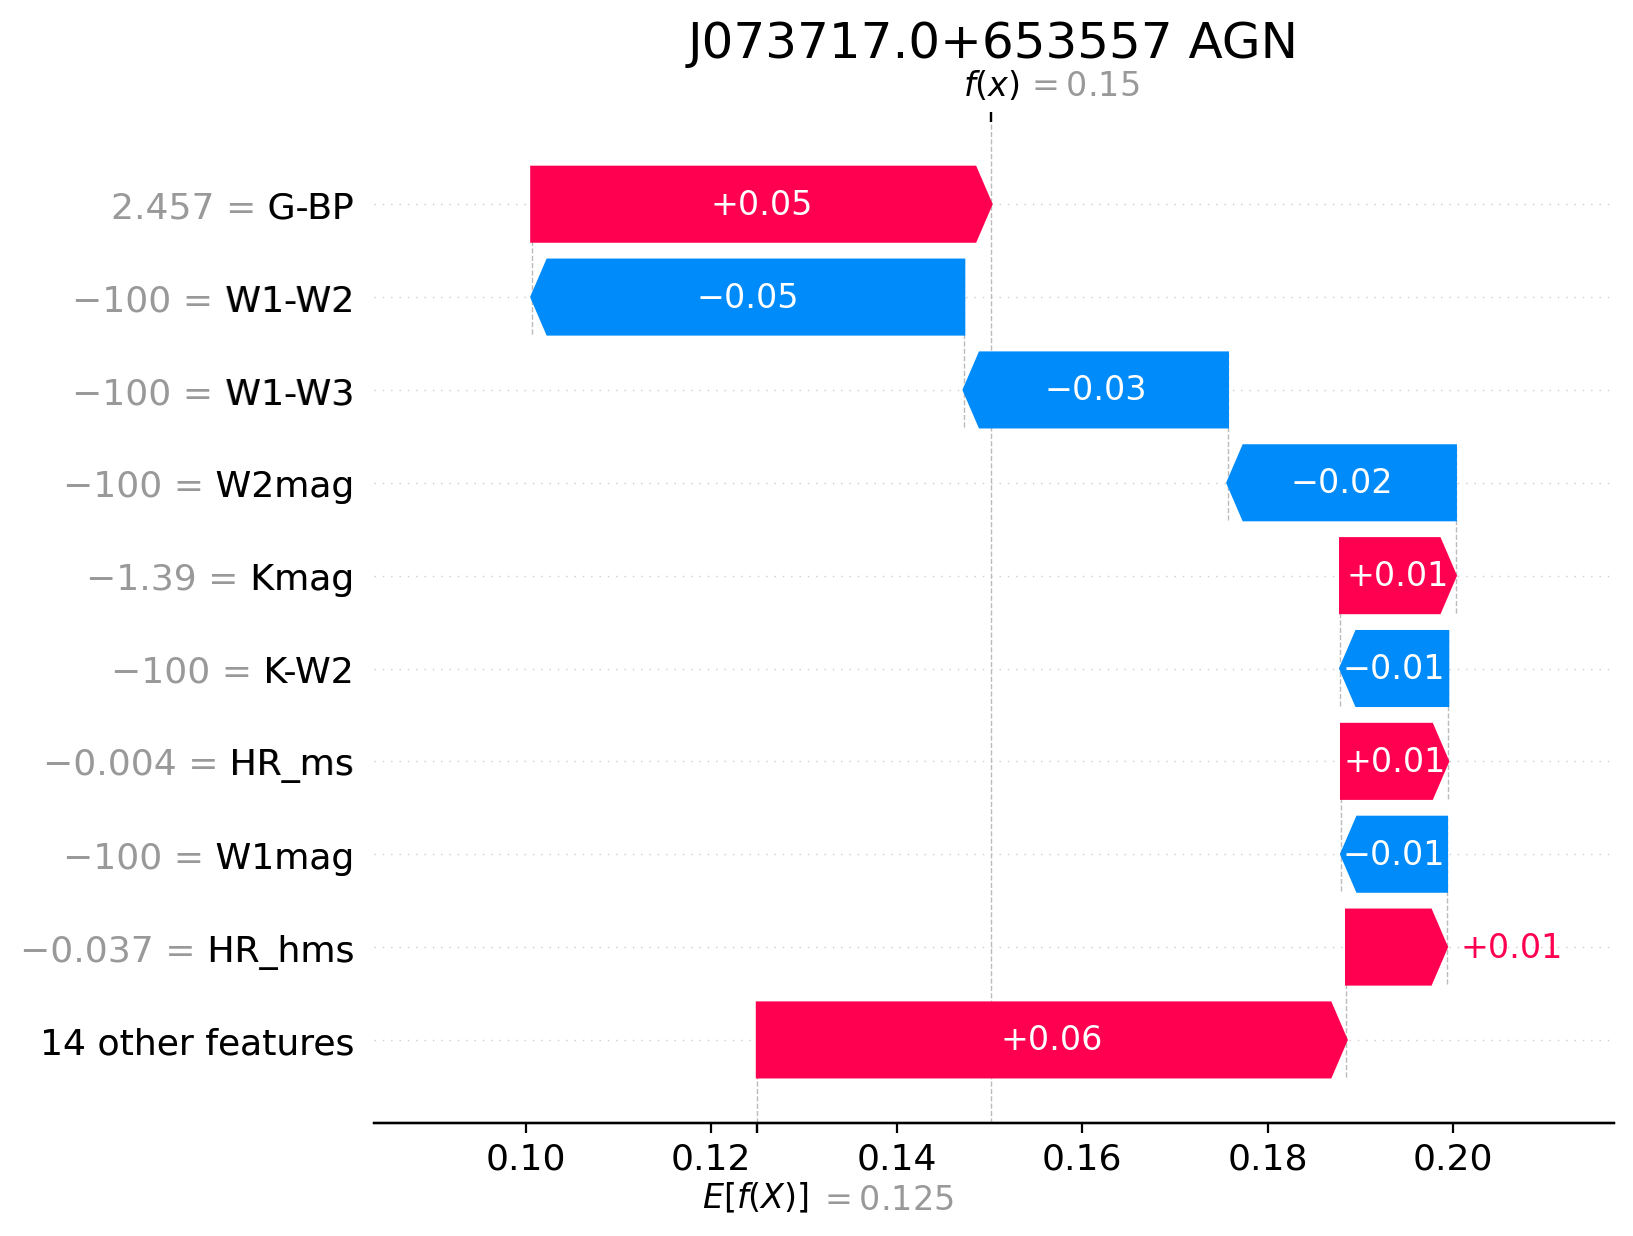 J073717.0+653557 AGN
f(x) = 0.15
2.457 = G-BP
+0.05
−100 = W1-W2
−0.05
−100 = W1-W3
−0.03
−100 = W2mag
−0.02
−1.39 = Kmag
+0.01
−100 = K-W2
−0.01
−0.004 = HR_ms
+0.01
−100 = W1mag
−0.01
−0.037 = HR_hms
+0.01
14 other features
+0.06
0.10 0.12 0.14 0.16 0.18 0.20
E[f(X)] = 0.125